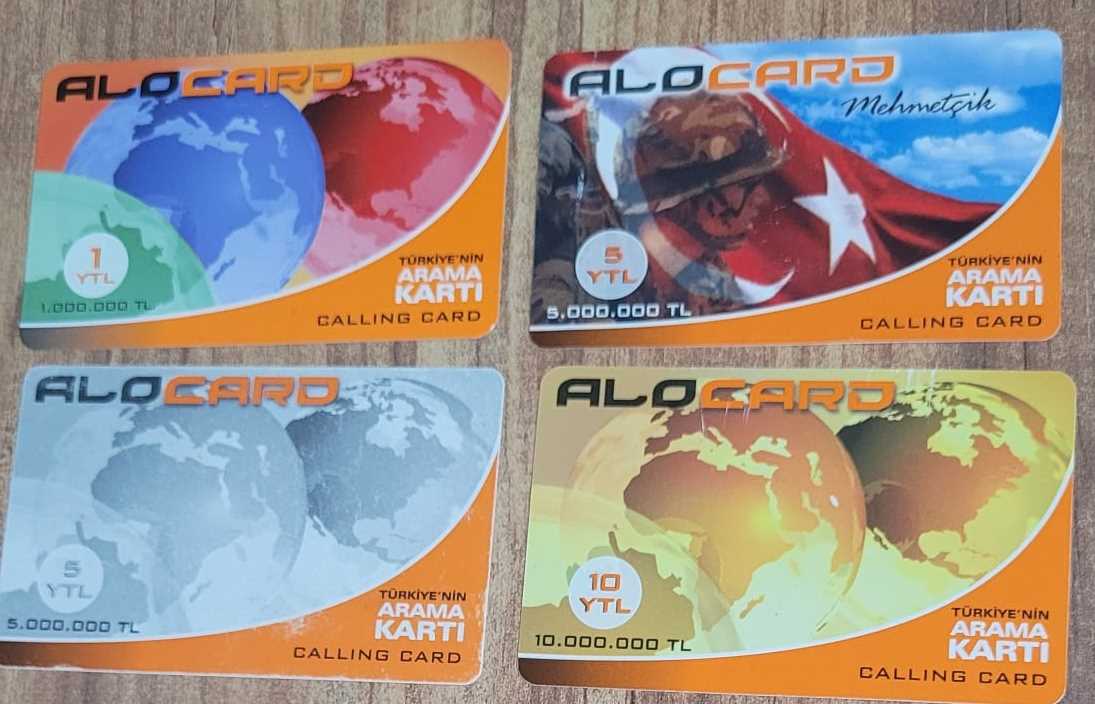 ALOCARD
1
YTL
1.000.000 TL
TÜRKİYE'NİN
ARAMA
KARTI
CALLING CARD
ALOCARD
Mehmetçik
5
YTL
5.000.000 TL
TÜRKİYE'NİN
ARAMA
KARTI
CALLING CARD
ALOCARD
5
YTL
5.000.000 TL
TÜRKİYE'NİN
ARAMA
KARTI
CALLING CARD
ALOCARD
10
YTL
10.000.000 TL
TÜRKİYE'NİN
ARAMA
KARTI
CALLING CARD